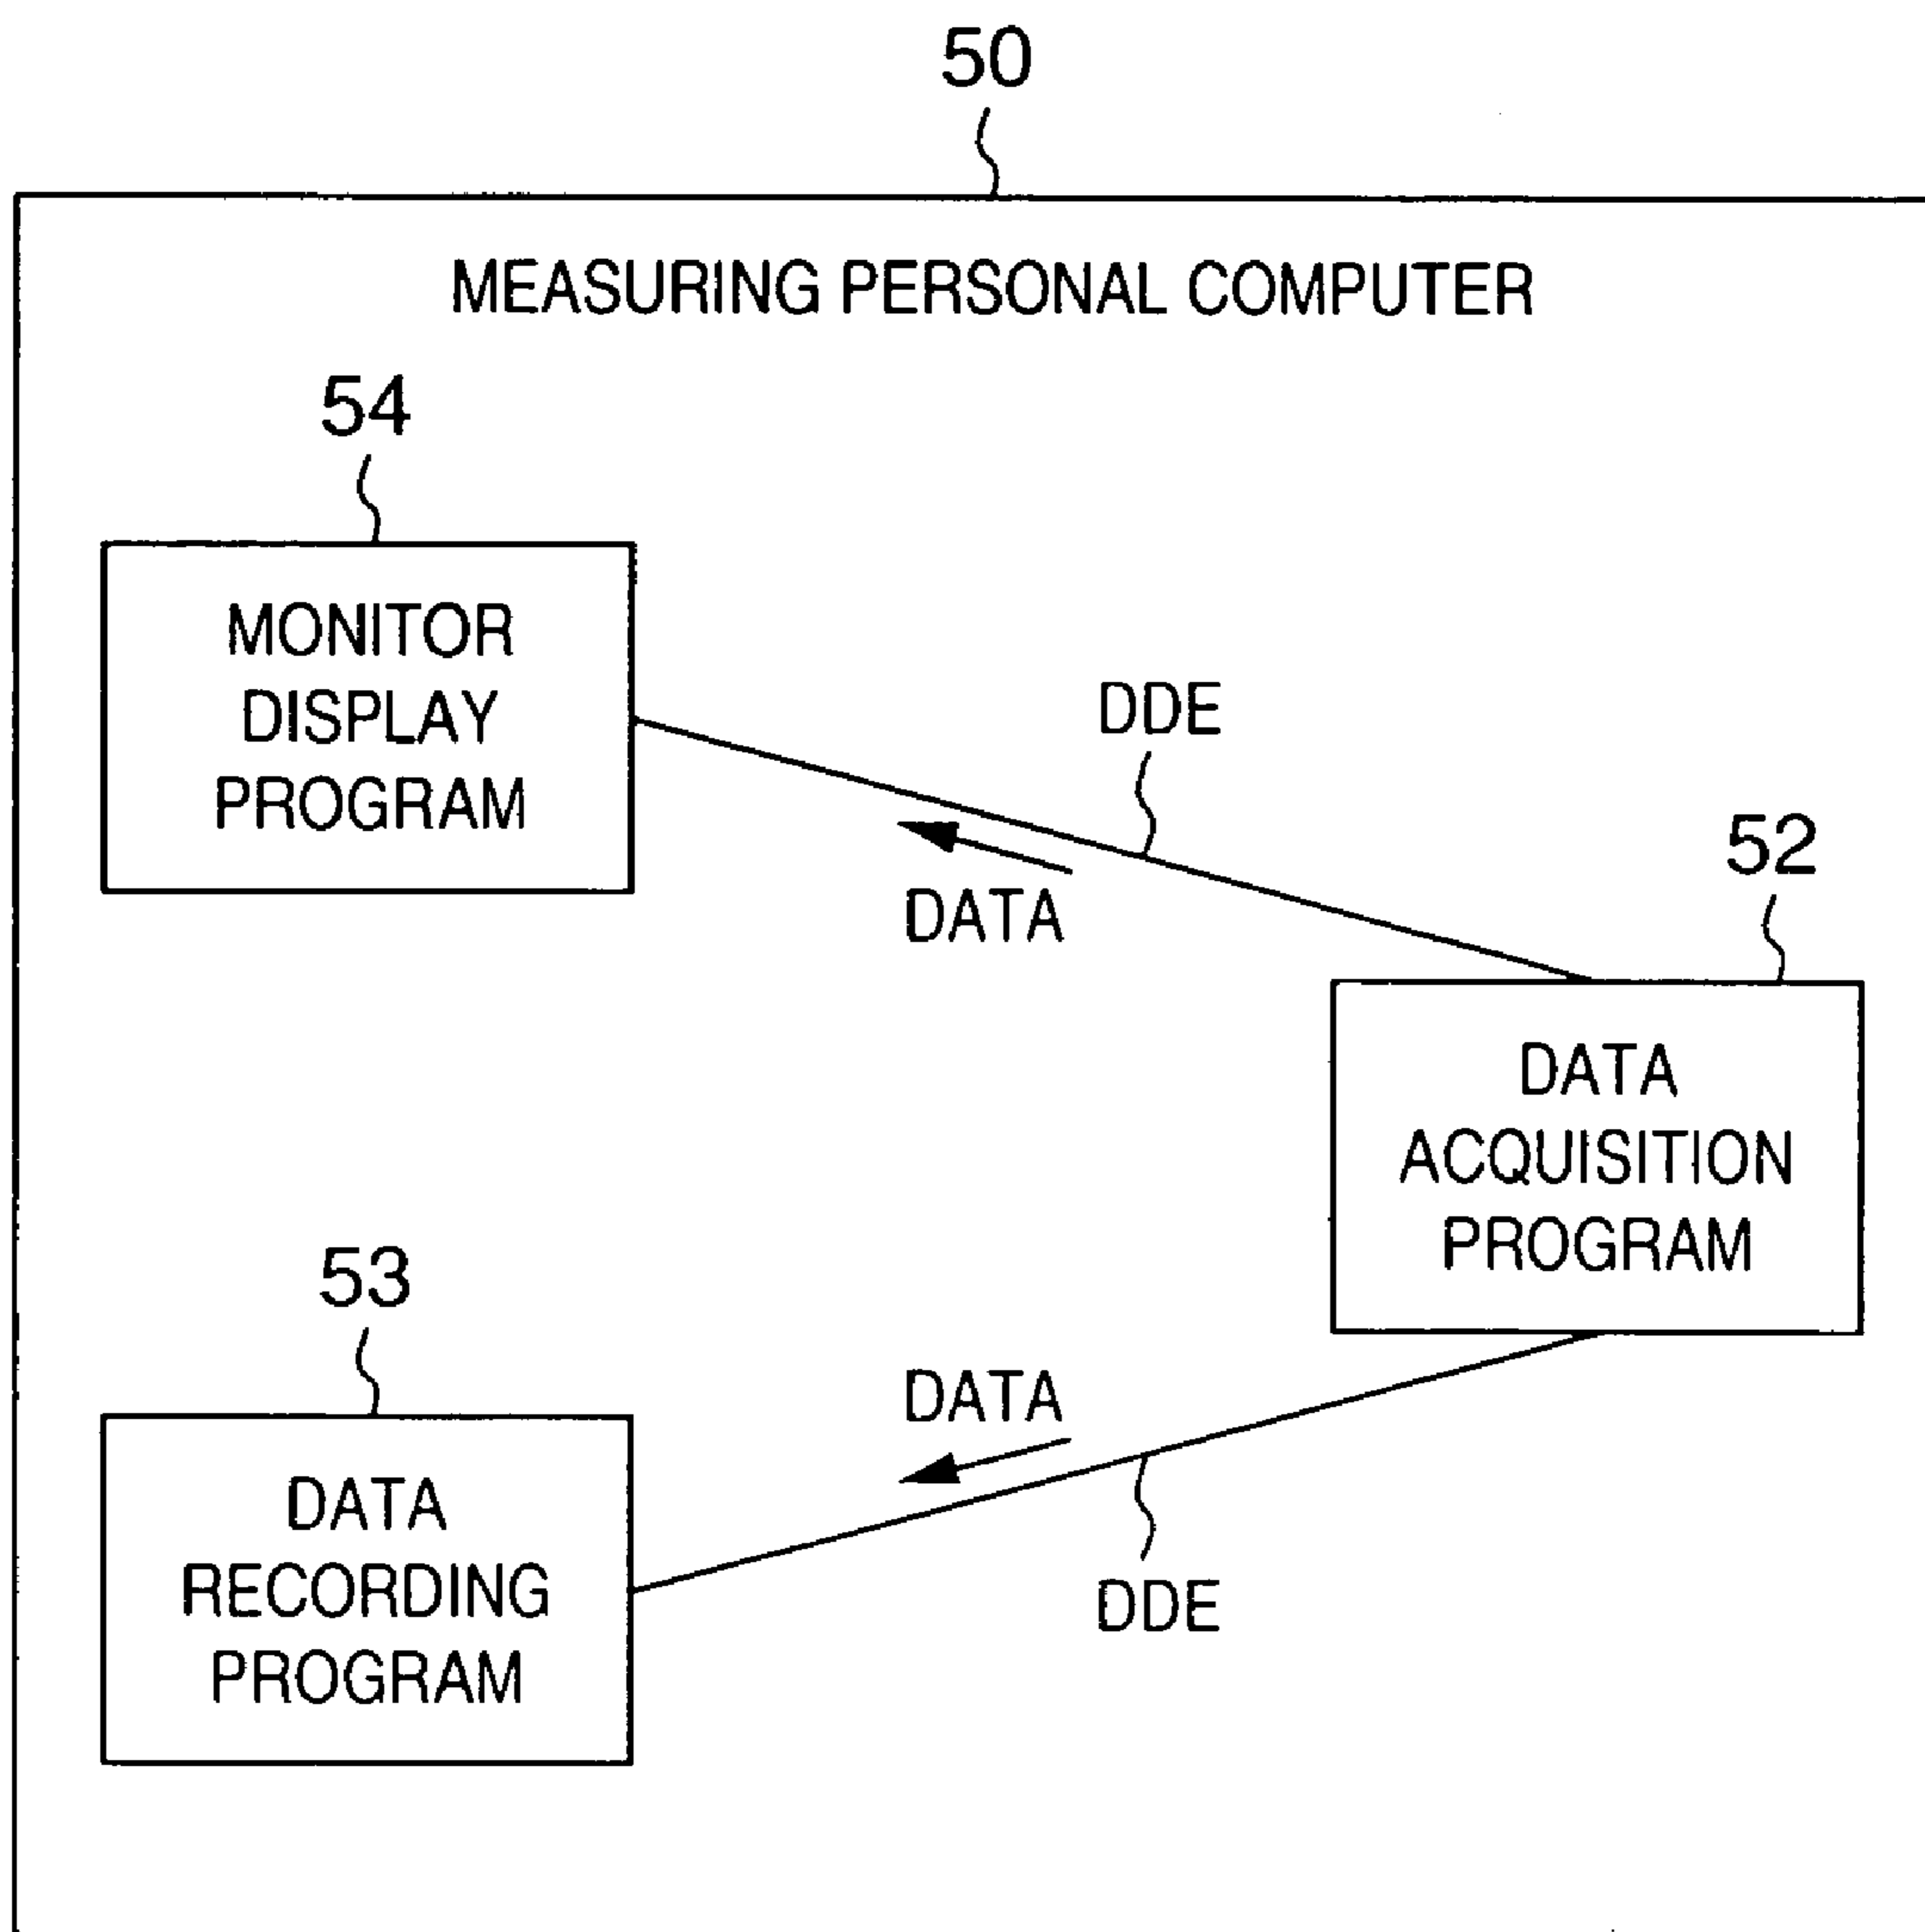 50
MEASURING PERSONAL COMPUTER
54
MONITOR
DISPLAY
PROGRAM
DDE
DATA
52
DATA
ACQUISITION
PROGRAM
53
DATA
RECORDING
PROGRAM
DATA
DDE